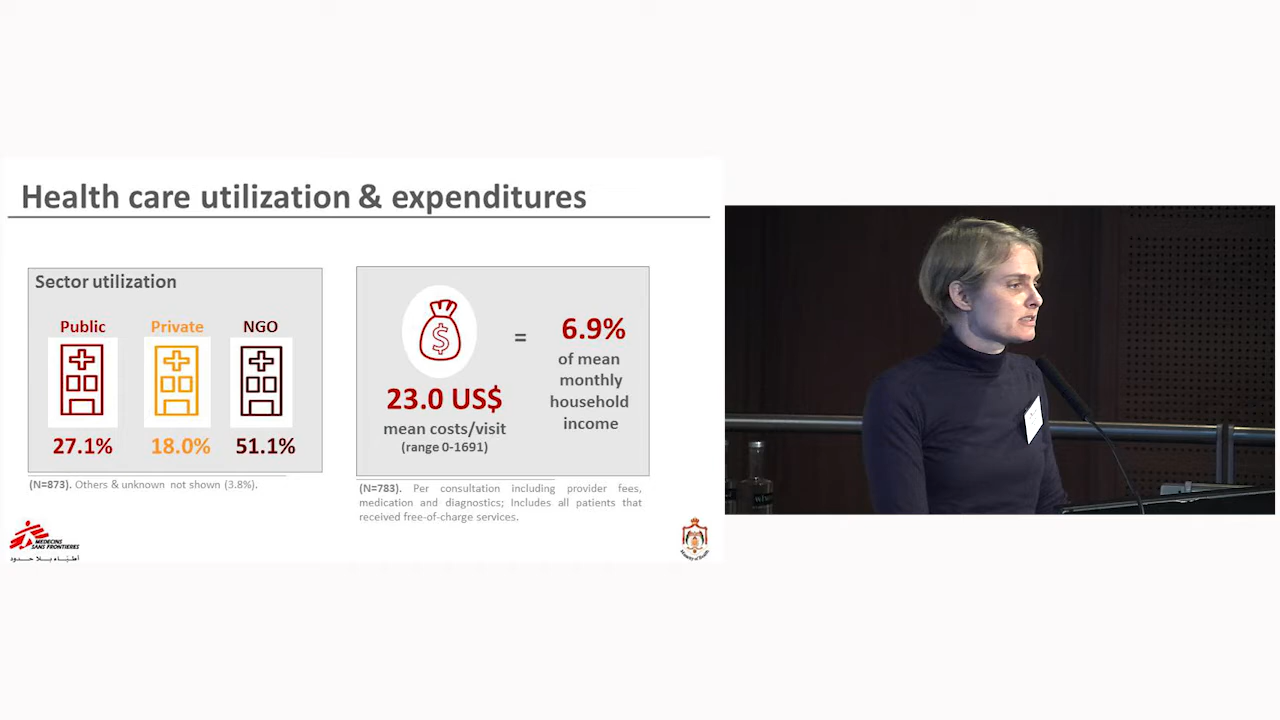 Health care utilization & expenditures
Sector utilization
Public
Private
NGO
27.1%
18.0%
51.1%
(N=873). Others & unknown not shown (3.8%).
23.0 US$
mean costs/visit
(range 0-1691)
=
6.9%
of mean
monthly
household
income
(N=783). Per consultation including provider fees,
medication and diagnostics; Includes all patients that
received free-of-charge services.
MEDECINS
SANS FRONTIERES
أطباء بلا حدود
Ministry of Health